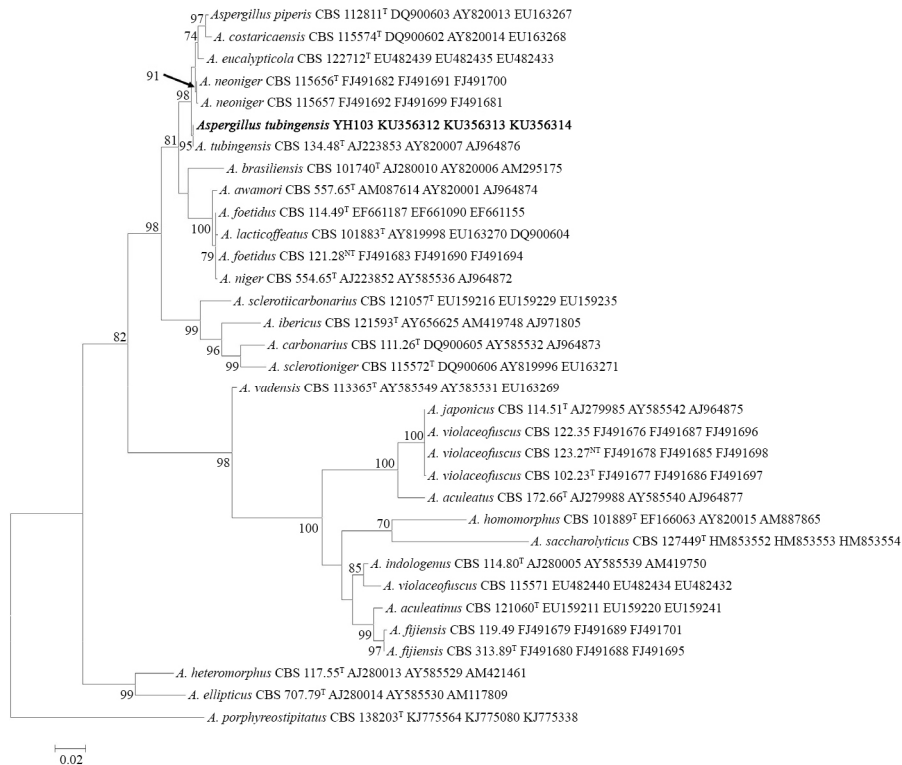 97 Aspergillus piperis CBS 112811T DQ900603 AY820013 EU163267
74 A. costaricaensis CBS 115574T DQ900602 AY820014 EU163268
A. eucalypticola CBS 122712T EU482439 EU482435 EU482433
91 A. neoniger CBS 115656T FJ491682 FJ491691 FJ491700
98 A. neoniger CBS 115657 FJ491692 FJ491699 FJ491681
Aspergillus tubingensis YH103 KU356312 KU356313 KU356314
81 95 A. tubingensis CBS 134.48T AJ223853 AY820007 AJ964876
A. brasiliensis CBS 101740T AJ280010 AY820006 AM295175
A. awamori CBS 557.65T AM087614 AY820001 AJ964874
A. foetidus CBS 114.49T EF661187 EF661090 EF661155
98 100 A. lacticoffeatus CBS 101883T AY819998 EU163270 DQ900604
79 A. foetidus CBS 121.28NT FJ491683 FJ491690 FJ491694
A. niger CBS 554.65T AJ223852 AY585536 AJ964872
A. sclerotiicarbonarius CBS 121057T EU159216 EU159229 EU159235
99 A. ibericus CBS 121593T AY656625 AM419748 AJ971805
82 96 A. carbonarius CBS 111.26T DQ900605 AY585532 AJ964873
99 A. sclerotioniger CBS 115572T DQ900606 AY819996 EU163271
A. vadensis CBS 113365T AY585549 AY585531 EU163269
A. japonicus CBS 114.51T AJ279985 AY585542 AJ964875
100 A. violaceofuscus CBS 122.35 FJ491676 FJ491687 FJ491696
A. violaceofuscus CBS 123.27NT FJ491678 FJ491685 FJ491698
98 100 A. violaceofuscus CBS 102.23T FJ491677 FJ491686 FJ491697
A. aculeatus CBS 172.66T AJ279988 AY585540 AJ964877
100 70 A. homomorphus CBS 101889T EF166063 AY820015 AM887865
A. saccharolyticus CBS 127449T HM853552 HM853553 HM853554
85 A. indologenus CBS 114.80T AJ280005 AY585539 AM419750
A. violaceofuscus CBS 115571 EU482440 EU482434 EU482432
A. aculeatinus CBS 121060T EU159211 EU159220 EU159241
99 A. fijiensis CBS 119.49 FJ491679 FJ491689 FJ491701
97 A. fijiensis CBS 313.89T FJ491680 FJ491688 FJ491695
A. heteromorphus CBS 117.55T AJ280013 AY585529 AM421461
99 A. ellipticus CBS 707.79T AJ280014 AY585530 AM117809
A. porphyreostipitatus CBS 138203T KJ775564 KJ775080 KJ775338
0.02